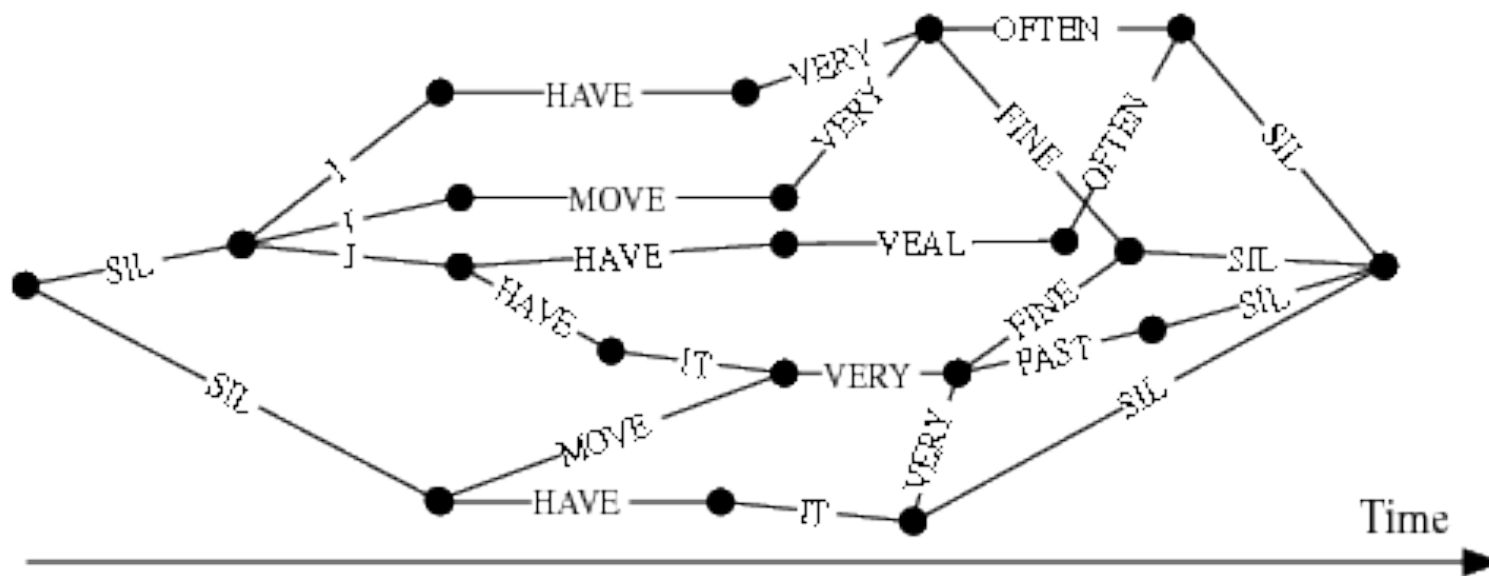 OFTEN
HAVE
VERY
VERY
FINE
OFTEN
SIL
I
MOVE
I
I
HAVE
VEAL
SIL
SIL
HAVE
FINE
SIL
IT
VERY
PAST
SIL
SIL
MOVE
VERY
HAVE
IT
Time